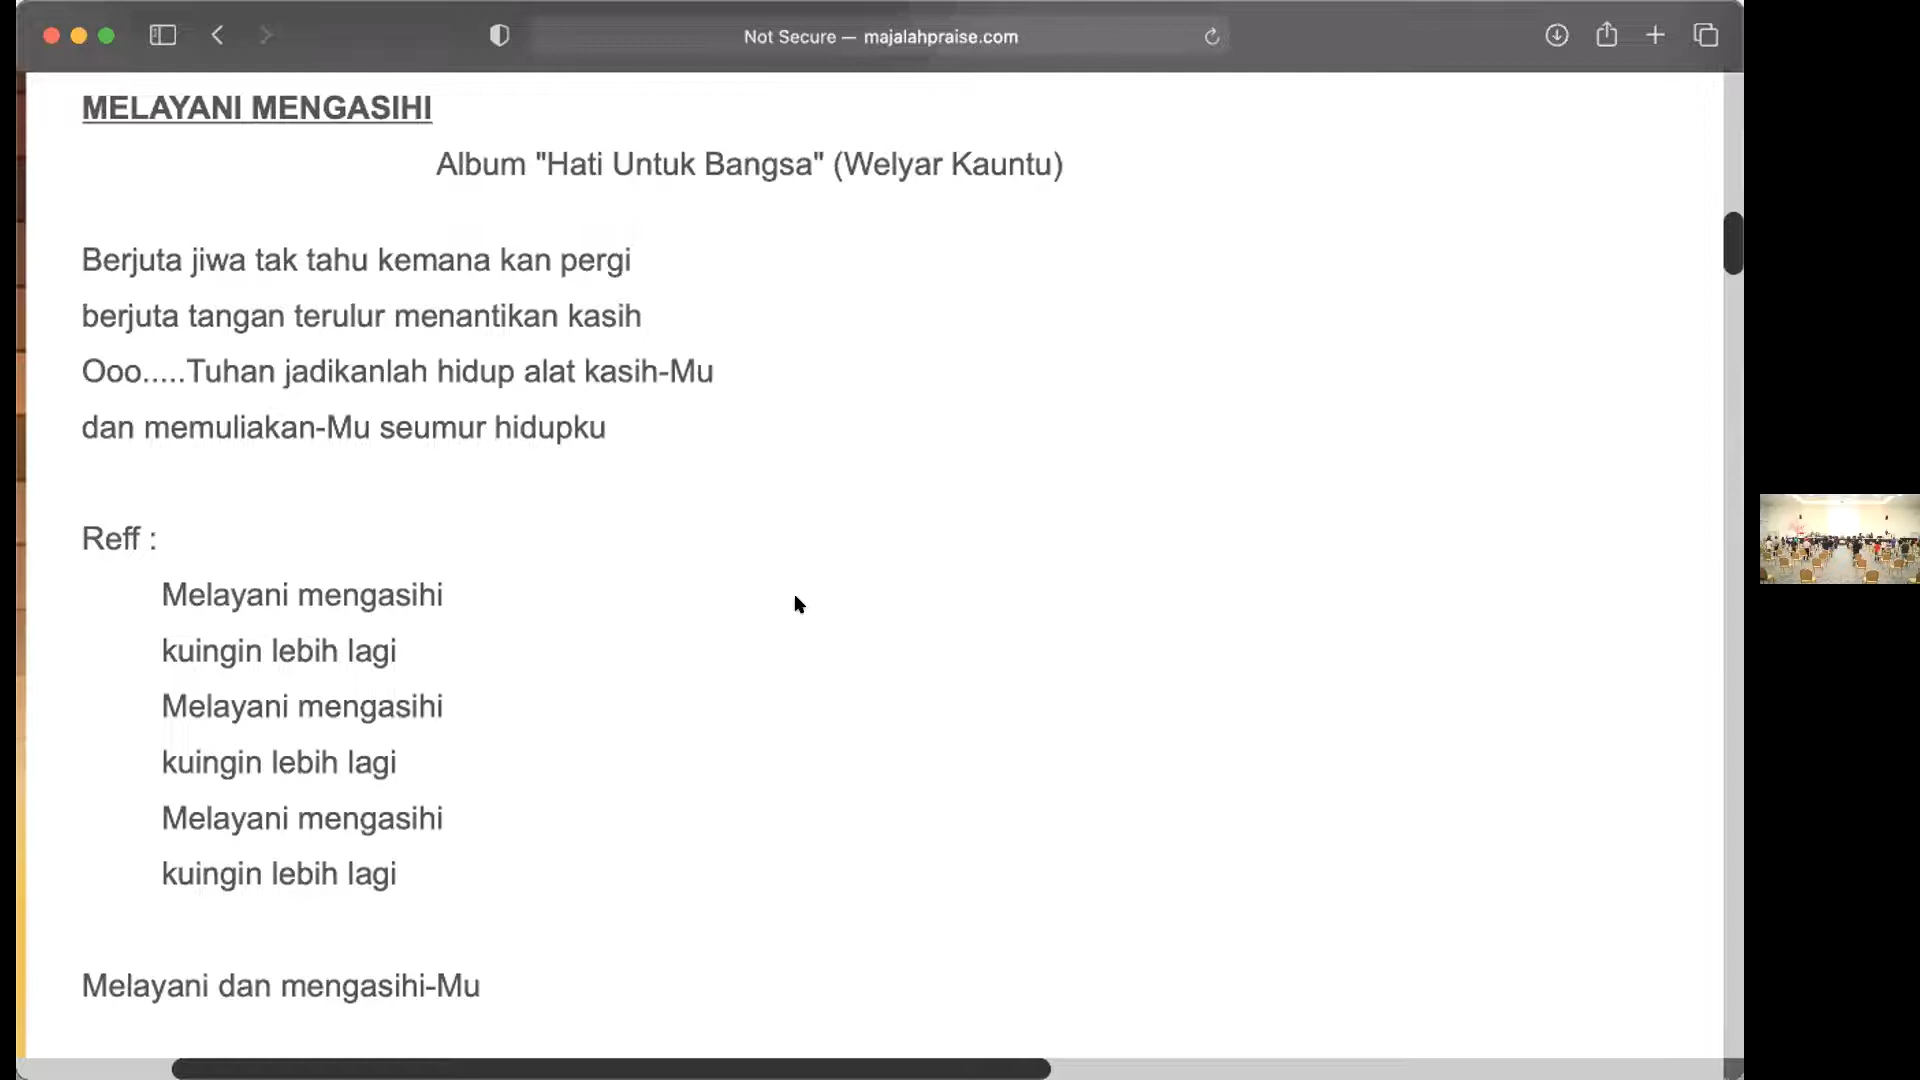 Not Secure — majalahpraise.com
MELAYANI MENGASIHI
Album "Hati Untuk Bangsa" (Welyar Kauntu)
Berjuta jiwa tak tahu kemana kan pergi
berjuta tangan terulur menantikan kasih
Ooo.....Tuhan jadikanlah hidup alat kasih-Mu
dan memuliakan-Mu seumur hidupku
Reff :
Melayani mengasihi
kuingin lebih lagi
Melayani mengasihi
kuingin lebih lagi
Melayani mengasihi
kuingin lebih lagi
Melayani dan mengasihi-Mu